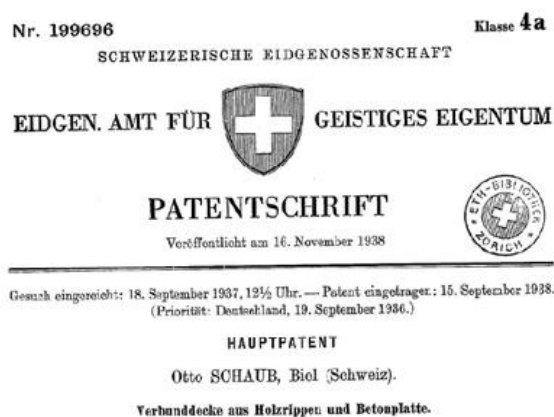 Nr. 199696
Klasse 4a
SCHWEIZERISCHE EIDGENOSSENSCHAFT
EIDGEN. AMT FÜR GEISTIGES EIGENTUM
PATENTSCHRIFT
Veröffentlicht am 16. November 1938
ETH-BIBLIOTHEK
ZÜRICH
Gesuch eingereicht: 18. September 1937, 12½ Uhr. — Patent eingetragen: 15. September 1938.
(Priorität: Deutschland, 19. September 1936.)
HAUPTPATENT
Otto SCHAUB, Biel (Schweiz).
Verbunddecke aus Holzrippen und Betonplatte.